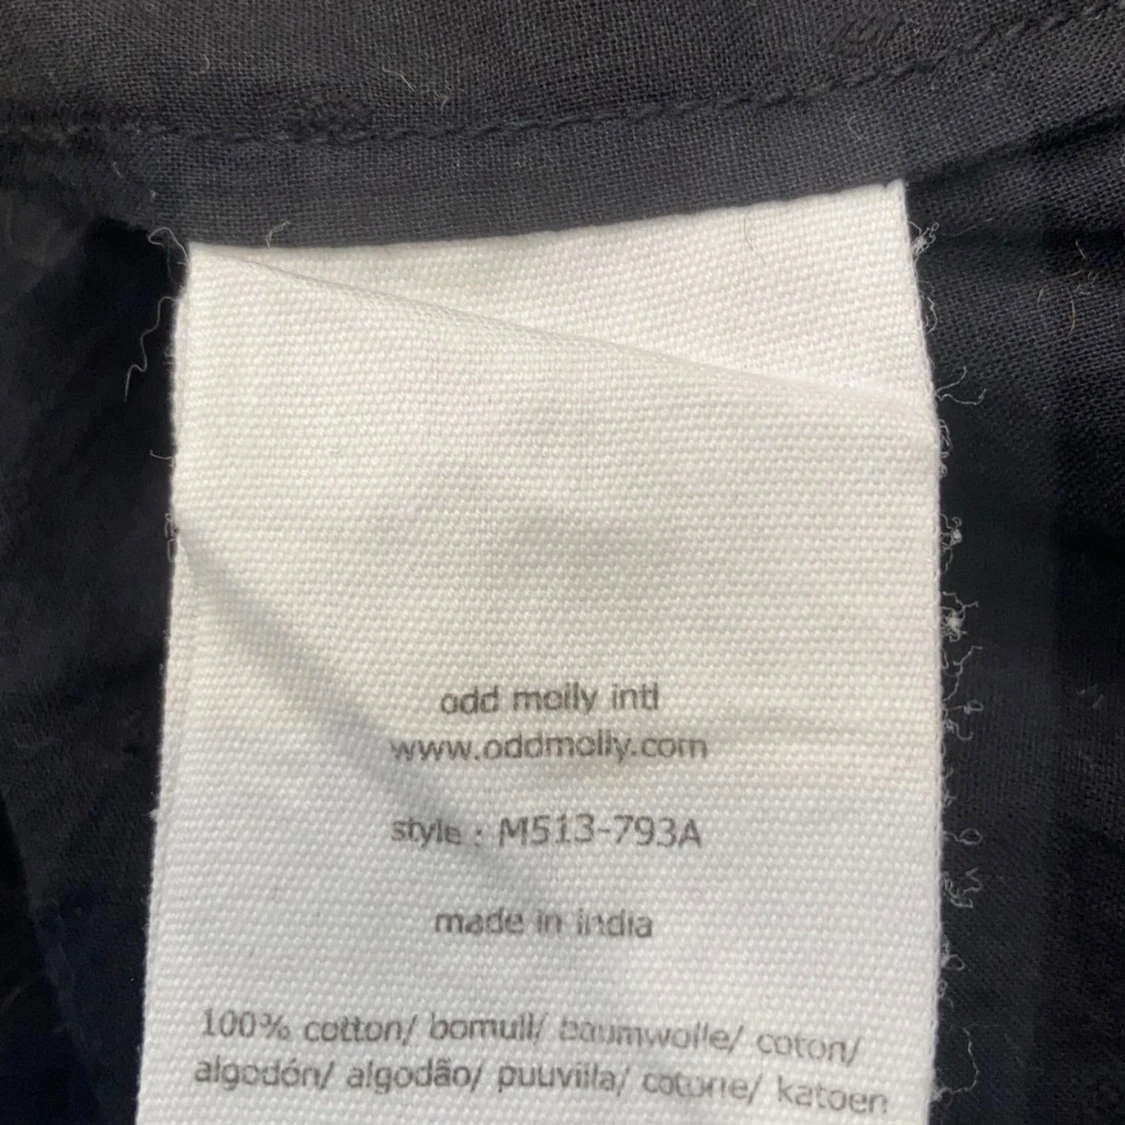 odd molly intl
www.oddmolly.com
style : M513-793A
made in india
100% cotton/ bomull/ baumwolle/ coton/
algodón/ algodão/ puuvilla/ cotone/ katoen